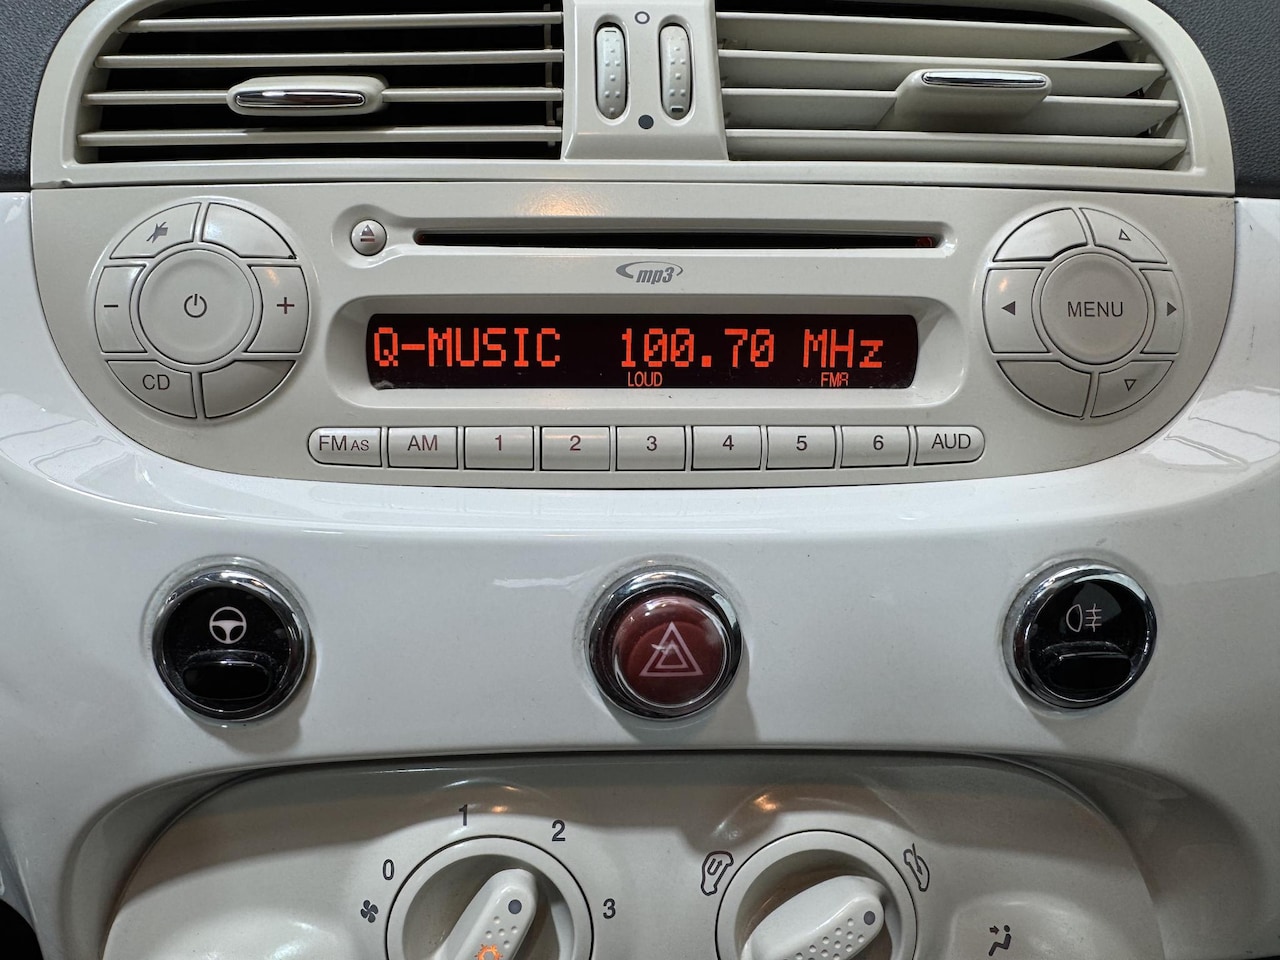 mp3
Q-MUSIC 100.70 MHz
LOUD FMA
CD
MENU
FM AS AM 1 2 3 4 5 6 AUD
1 2
0 3